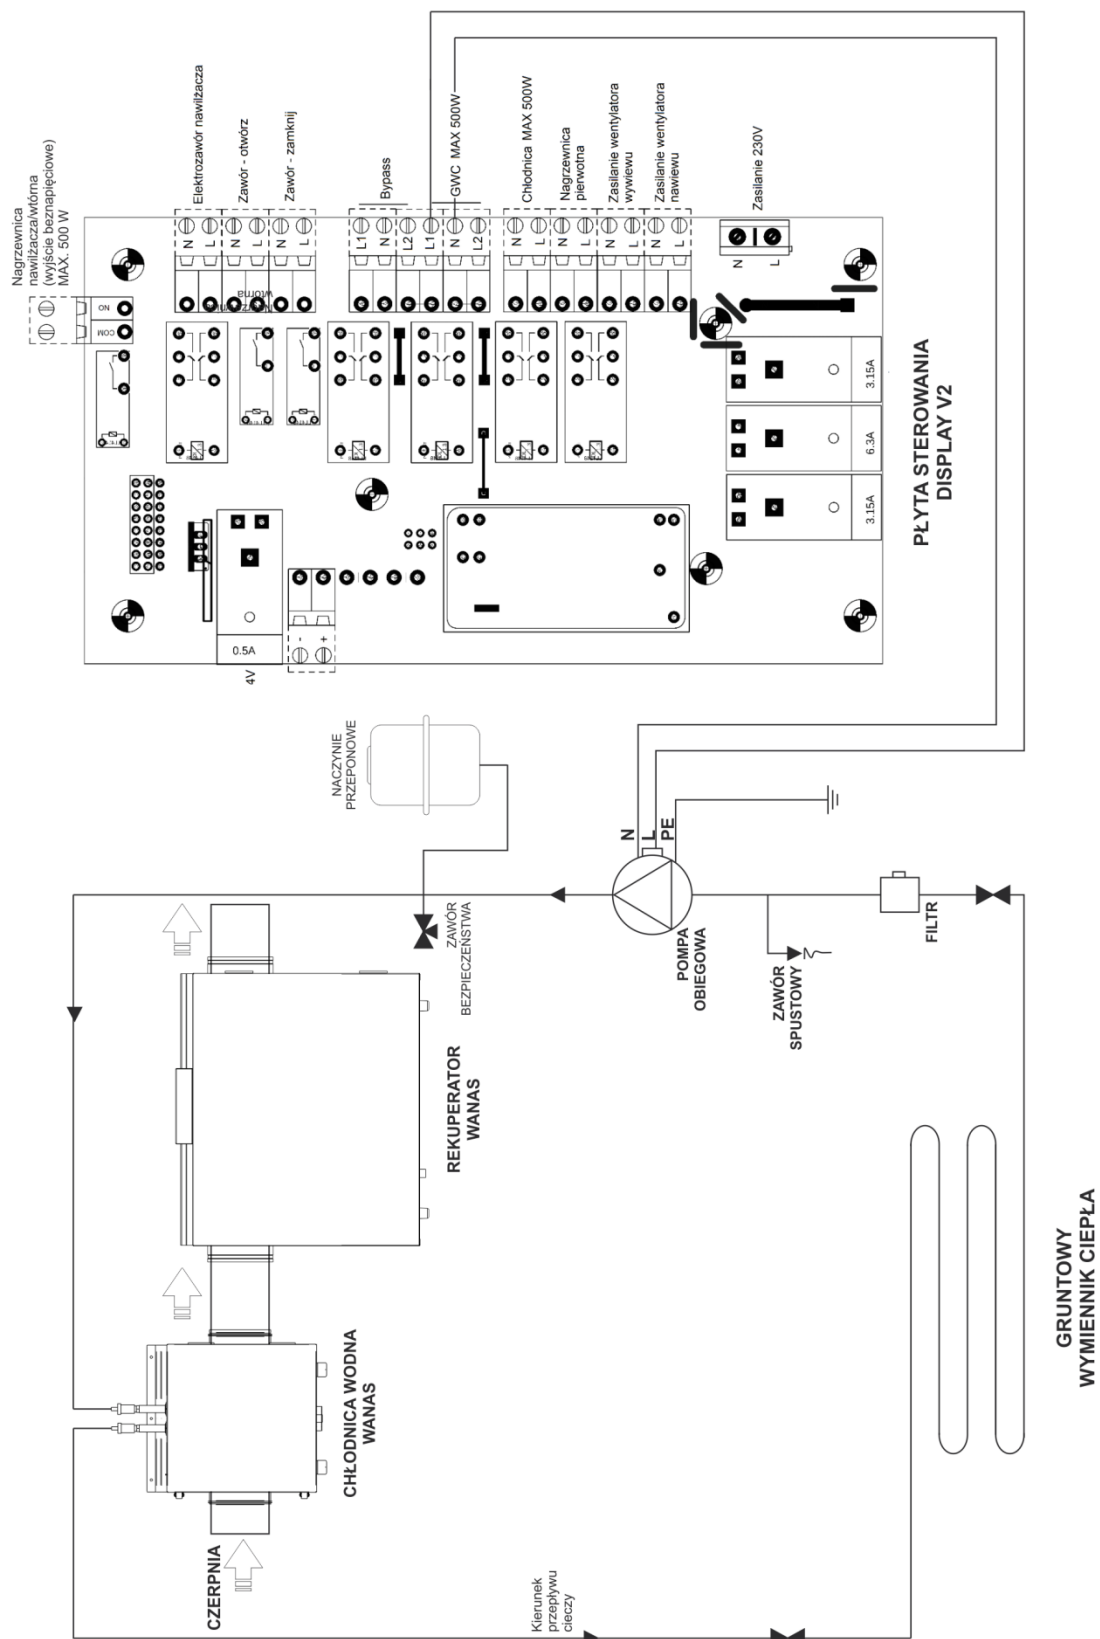 Nagrzewnica
nawilżacza/wtórna
(wyjście beznapięciowe)
MAX. 500 W
Elektrozawór nawilżacza
Zawór - otwórz
Zawór - zamknij
Bypass
GWC MAX 500W
Chłodnica MAX 500W
Nagrzewnica
pierwotna
Zasilanie wentylatora
wywiewu
Zasilanie wentylatora
nawiewu
Zasilanie 230V
COM
NO
N
L
N
L
N
L
L1
N
L2
L1
N
L2
N
L
N
L
N
L
N
L
N
L
wtórna
3.15A
6.3A
3.15A
0.5A
4V
-
+
PŁYTA STEROWANIA
DISPLAY V2
NACZYNIE
PRZEPONOWE
ZAWÓR
BEZPIECZEŃSTWA
N
L
PE
POMPA
OBIEGOWA
ZAWÓR
SPUSTOWY
FILTR
REKUPERATOR
WANAS
CHŁODNICA WODNA
WANAS
CZERPNIA
Kierunek
przepływu
cieczy
GRUNTOWY
WYMIENNIK CIEPŁA